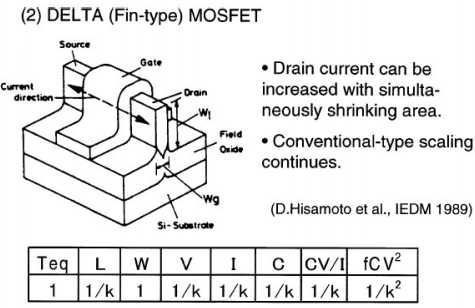 (2) DELTA (Fin-type) MOSFET
Source
Gate
Current
direction
Drain
W₁
Field
Oxide
Wg
Si-Substrate
• Drain current can be
increased with simulta-
neously shrinking area.
• Conventional-type scaling
continues.
(D.Hisamoto et al., IEDM 1989)
Teq L W V I C CV/I fCV²
1 1/k 1 1/k 1/k 1/k 1/k 1/k²